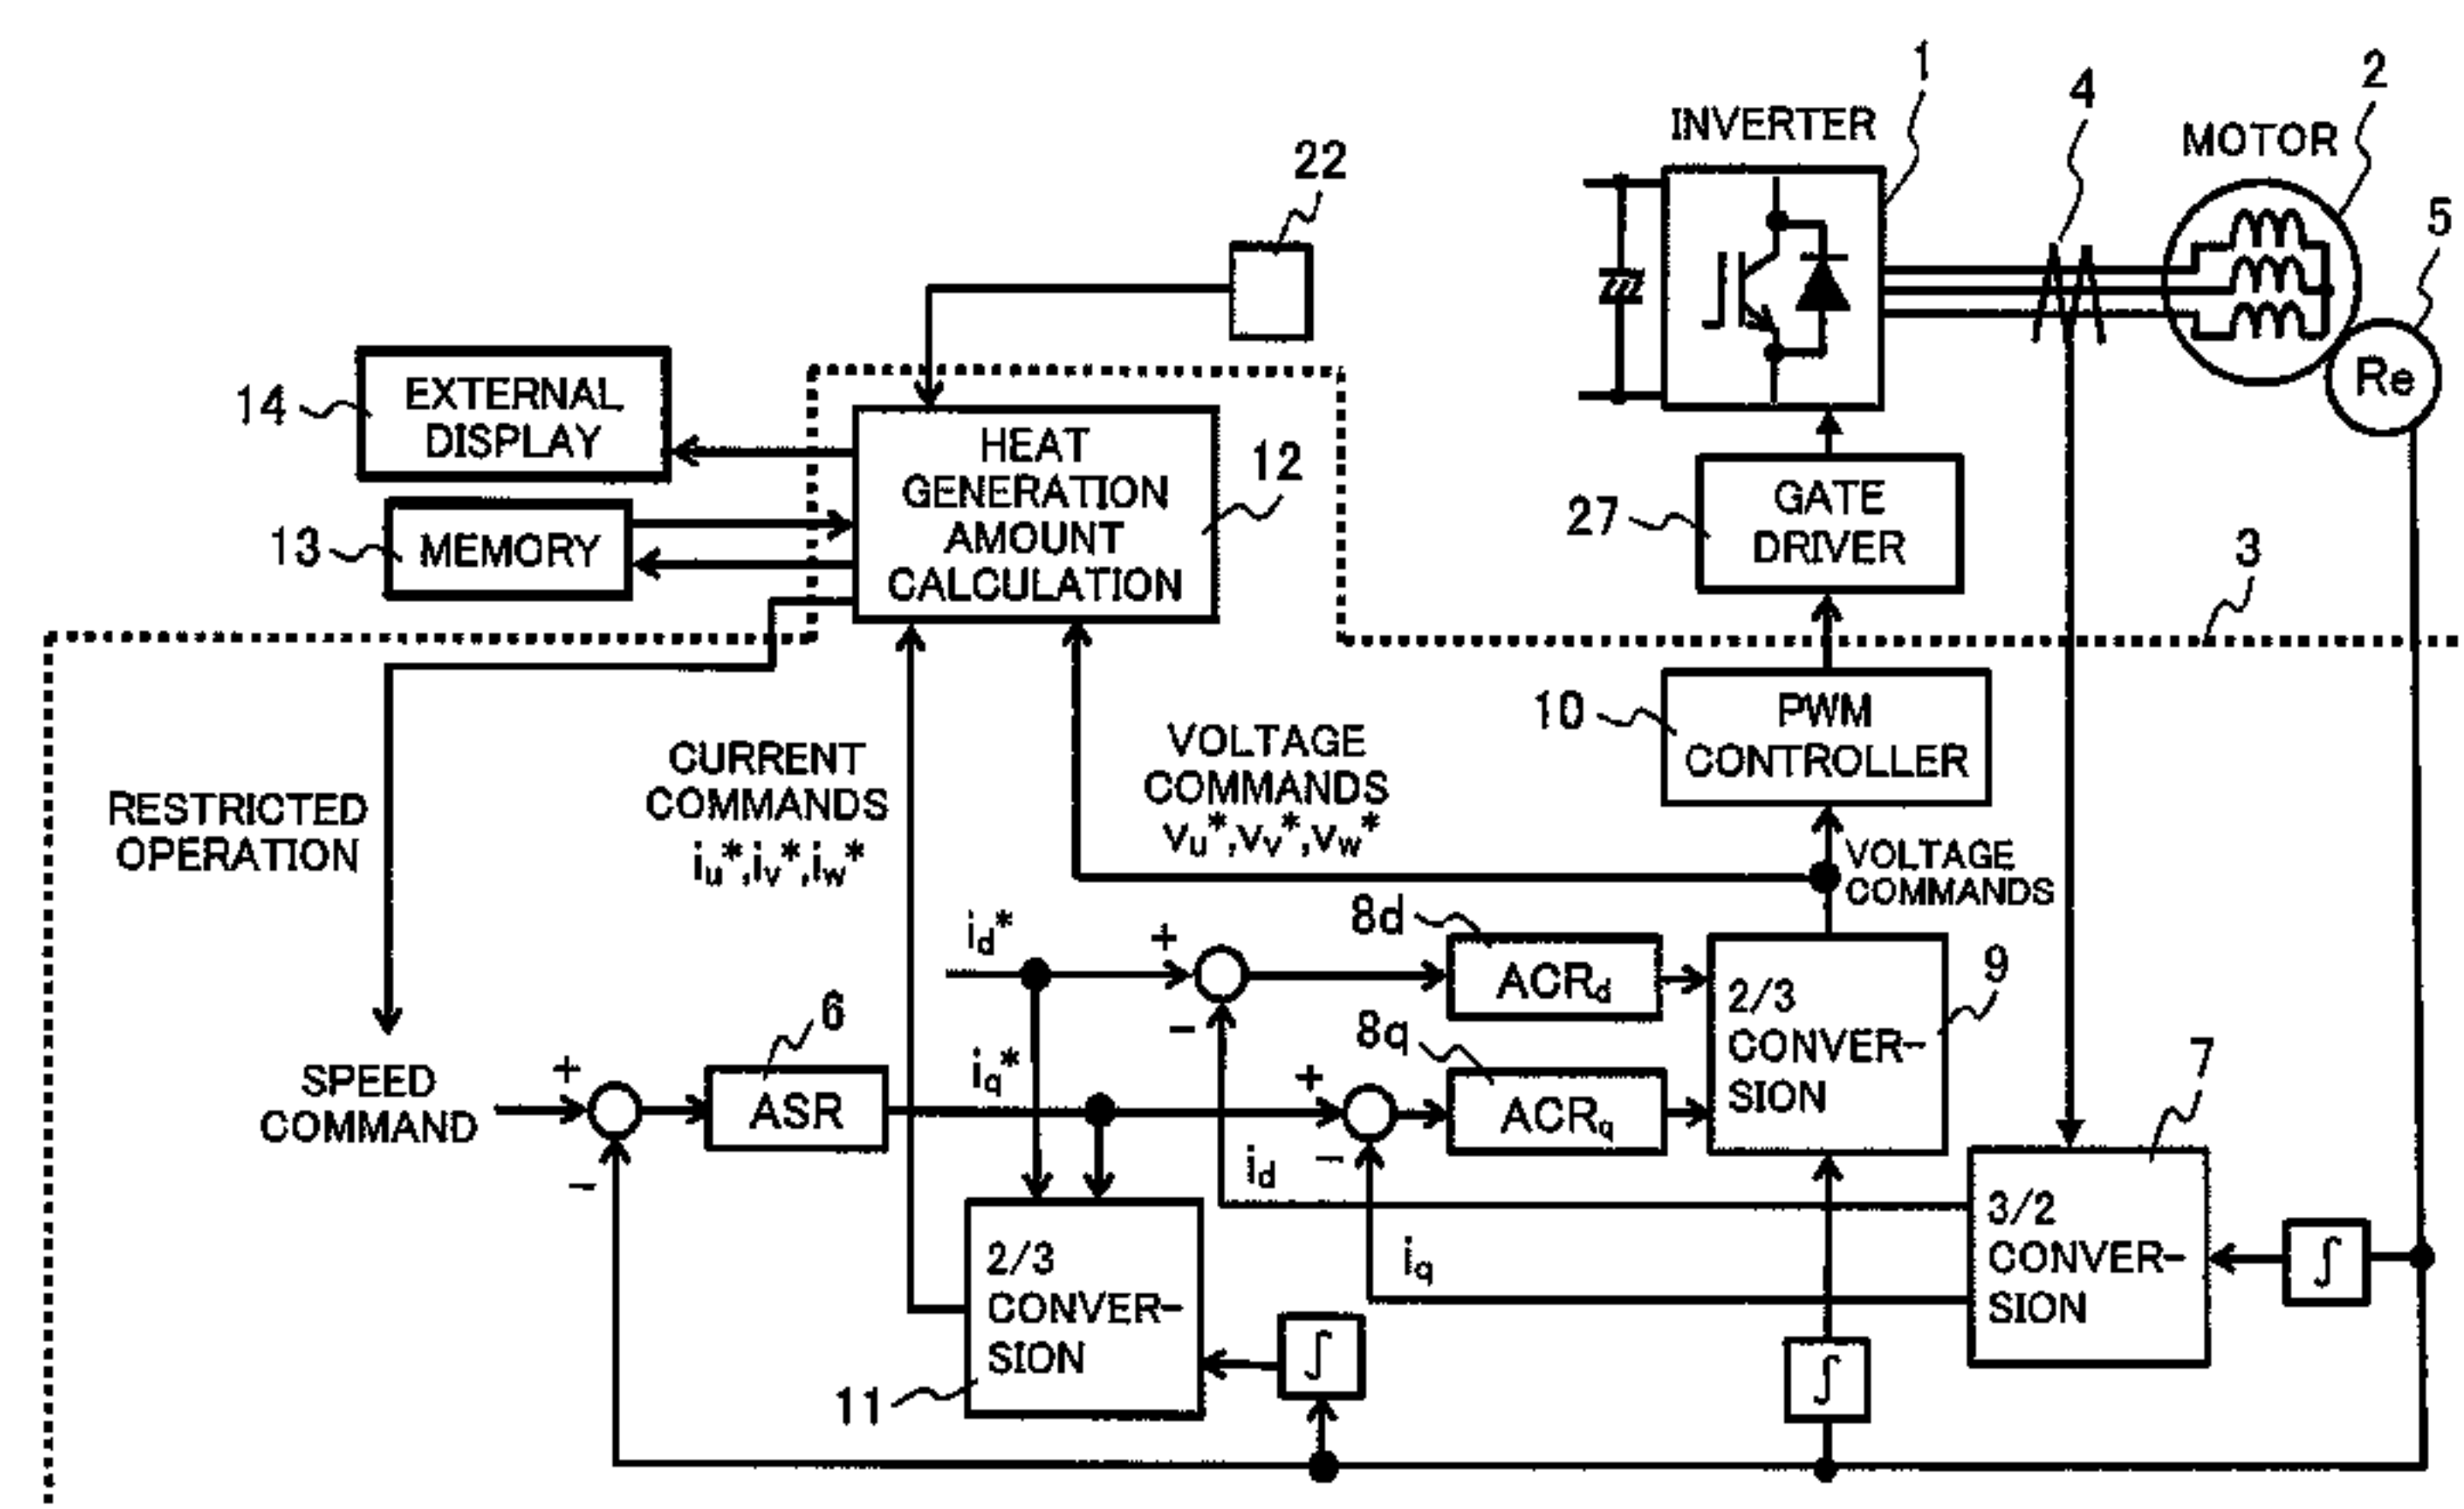 1
2
4
INVERTER
MOTOR
22
5
Re
14
EXTERNAL
DISPLAY
HEAT
GENERATION
AMOUNT
CALCULATION
12
13
MEMORY
27
GATE
DRIVER
3
10
PWM
CONTROLLER
RESTRICTED
OPERATION
CURRENT
COMMANDS
iu*,iv*,iw*
VOLTAGE
COMMANDS
vu*,vv*,vw*
VOLTAGE
COMMANDS
id*
+
−
8d
ACRd
9
2/3
CONVER-
SION
SPEED
COMMAND
+
−
6
ASR
iq*
+
−
8q
ACRq
7
id
iq
3/2
CONVER-
SION
∫
2/3
CONVER-
SION
11
∫
∫